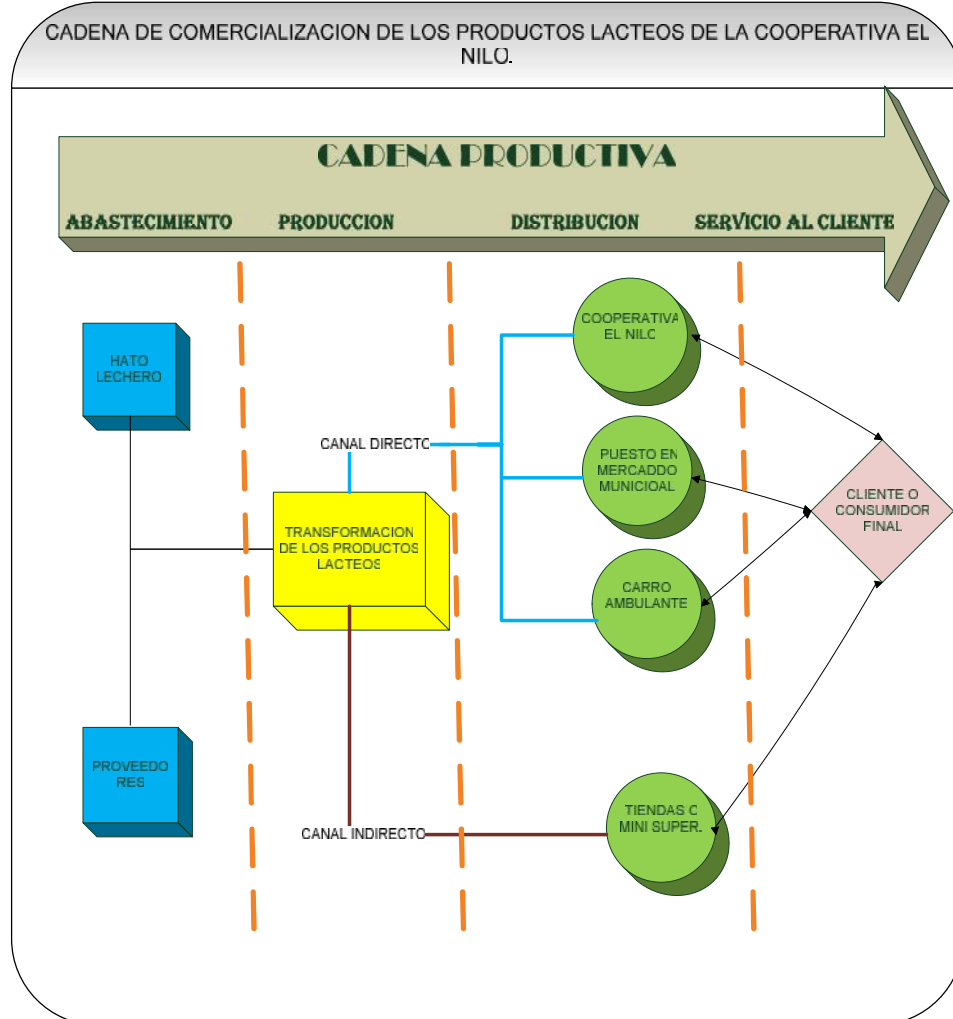 CADENA DE COMERCIALIZACION DE LOS PRODUCTOS LACTEOS DE LA COOPERATIVA EL
NILO.
CADENA PRODUCTIVA
ABASTECIMIENTO PRODUCCION DISTRIBUCION SERVICIO AL CLIENTE
COOPERATIVA
EL NILO
HATO
LECHERO
CANAL DIRECTO
PUESTO EN
MERCADDO
MUNICIOAL
CLIENTE O
CONSUMIDOR
FINAL
TRANSFORMACION
DE LOS PRODUCTOS
LACTEOS
CARRO
AMBULANTE
PROVEEDO
RES
TIENDAS O
MINI SUPER.
CANAL INDIRECTO